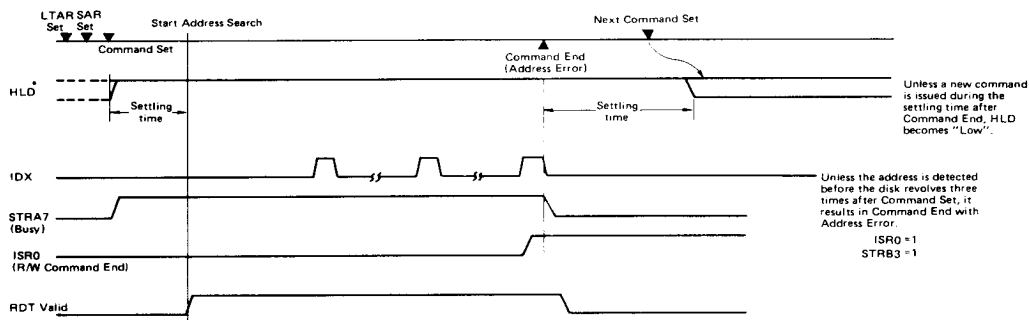 LTAR SAR
Set Set
Start Address Search
Next Command Set
Command Set
Command End
(Address Error)
HLD*
Settling
time
Settling
time
Unless a new command
is issued during the
settling time after
Command End, HLD
becomes "Low".
IDX
Unless the address is detected
before the disk revolves three
times after Command Set, it
results in Command End with
Address Error.
ISR0 =1
STRB3 =1
STRA7
(Busy)
ISR0
(R/W Command End)
RDT Valid